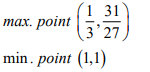 max. point (1/3, 31/27)
min. point (1,1)